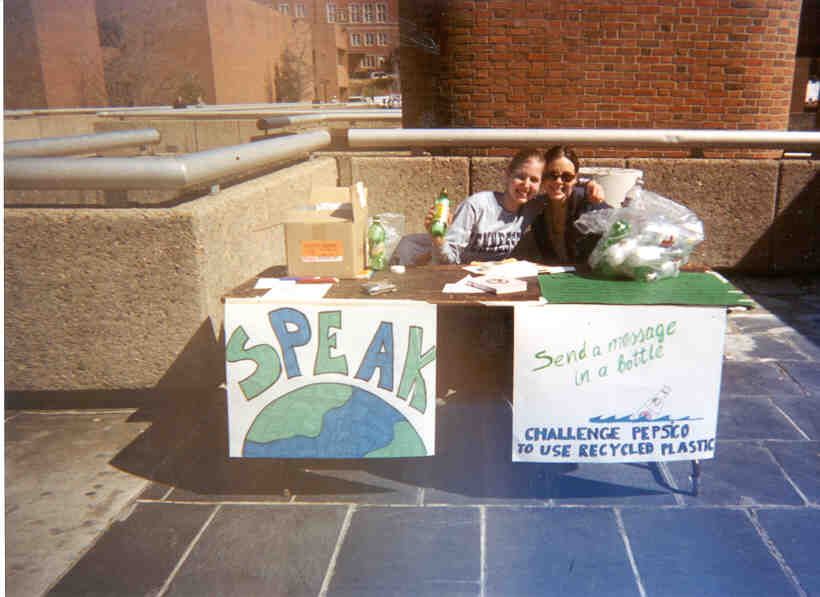 SPEAK
Send a message
in a bottle
CHALLENGE PEPSCO
TO USE RECYCLED PLASTIC